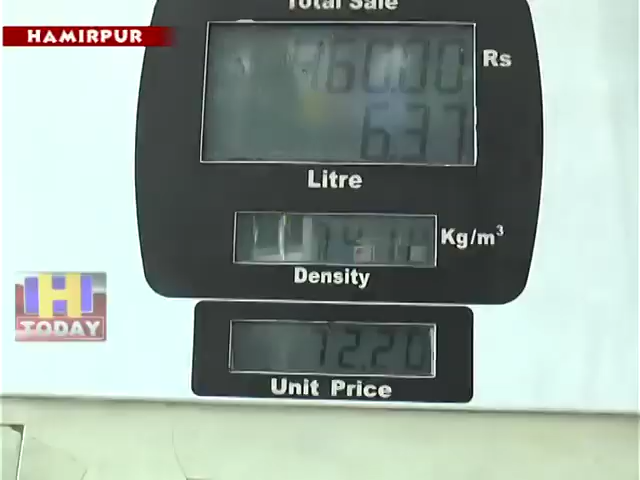 Total Sale
HAMIRPUR
460.00 Rs
6.37
Litre
Kg/m³
Density
H
TODAY
72.20
Unit Price